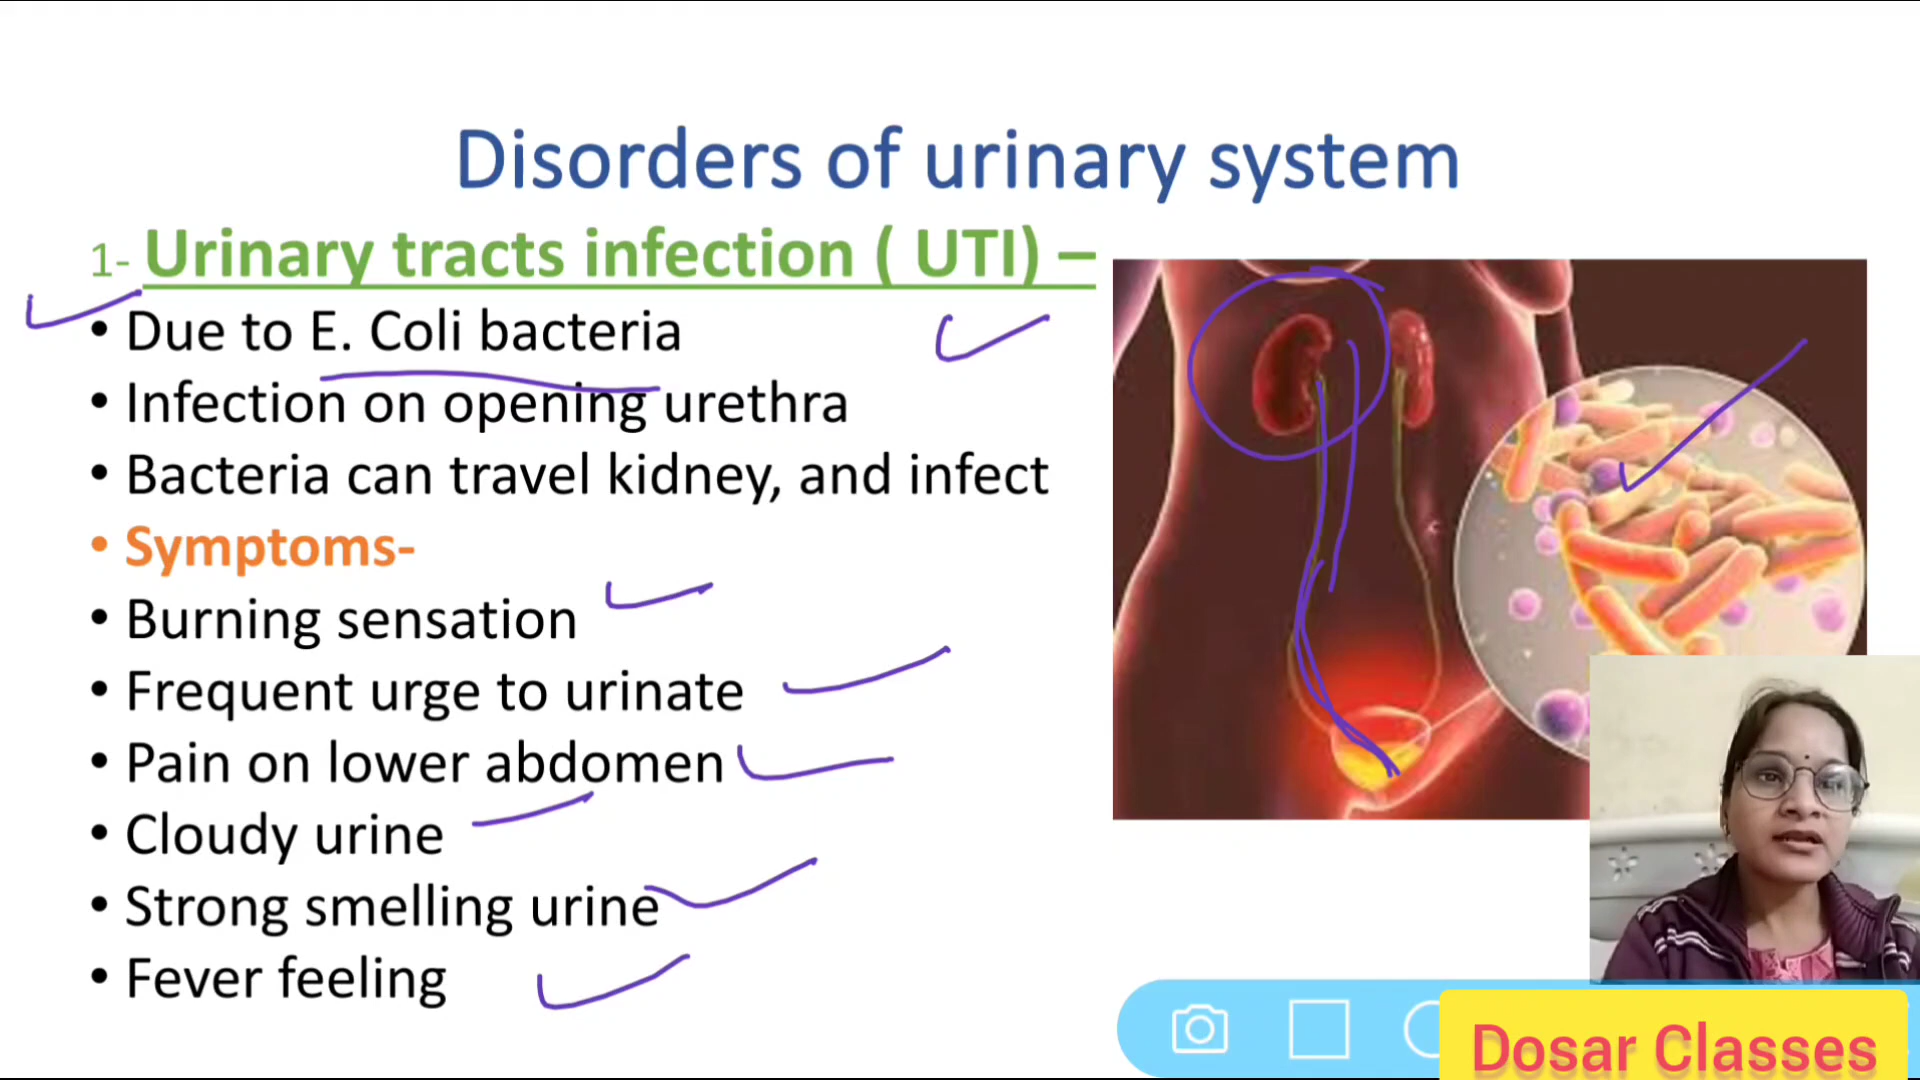 Disorders of urinary system
1- Urinary tracts infection ( UTI) –
• Due to E. Coli bacteria
• Infection on opening urethra
• Bacteria can travel kidney, and infect
• Symptoms-
• Burning sensation
• Frequent urge to urinate
• Pain on lower abdomen
• Cloudy urine
• Strong smelling urine
• Fever feeling
Dosar Classes